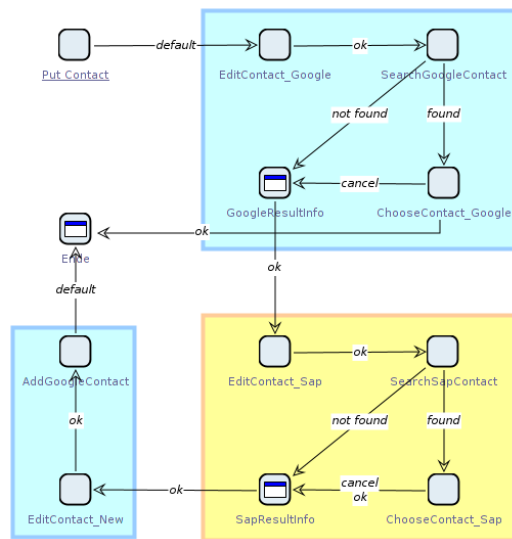 default
ok
Put Contact
EditContact_Google
SearchGoogleContact
not found
found
cancel
GoogleResultInfo
ChooseContact_Google
ok
Ende
ok
default
AddGoogleContact
EditContact_Sap
ok
SearchSapContact
ok
not found
found
cancel
ok
ok
EditContact_New
SapResultInfo
ChooseContact_Sap